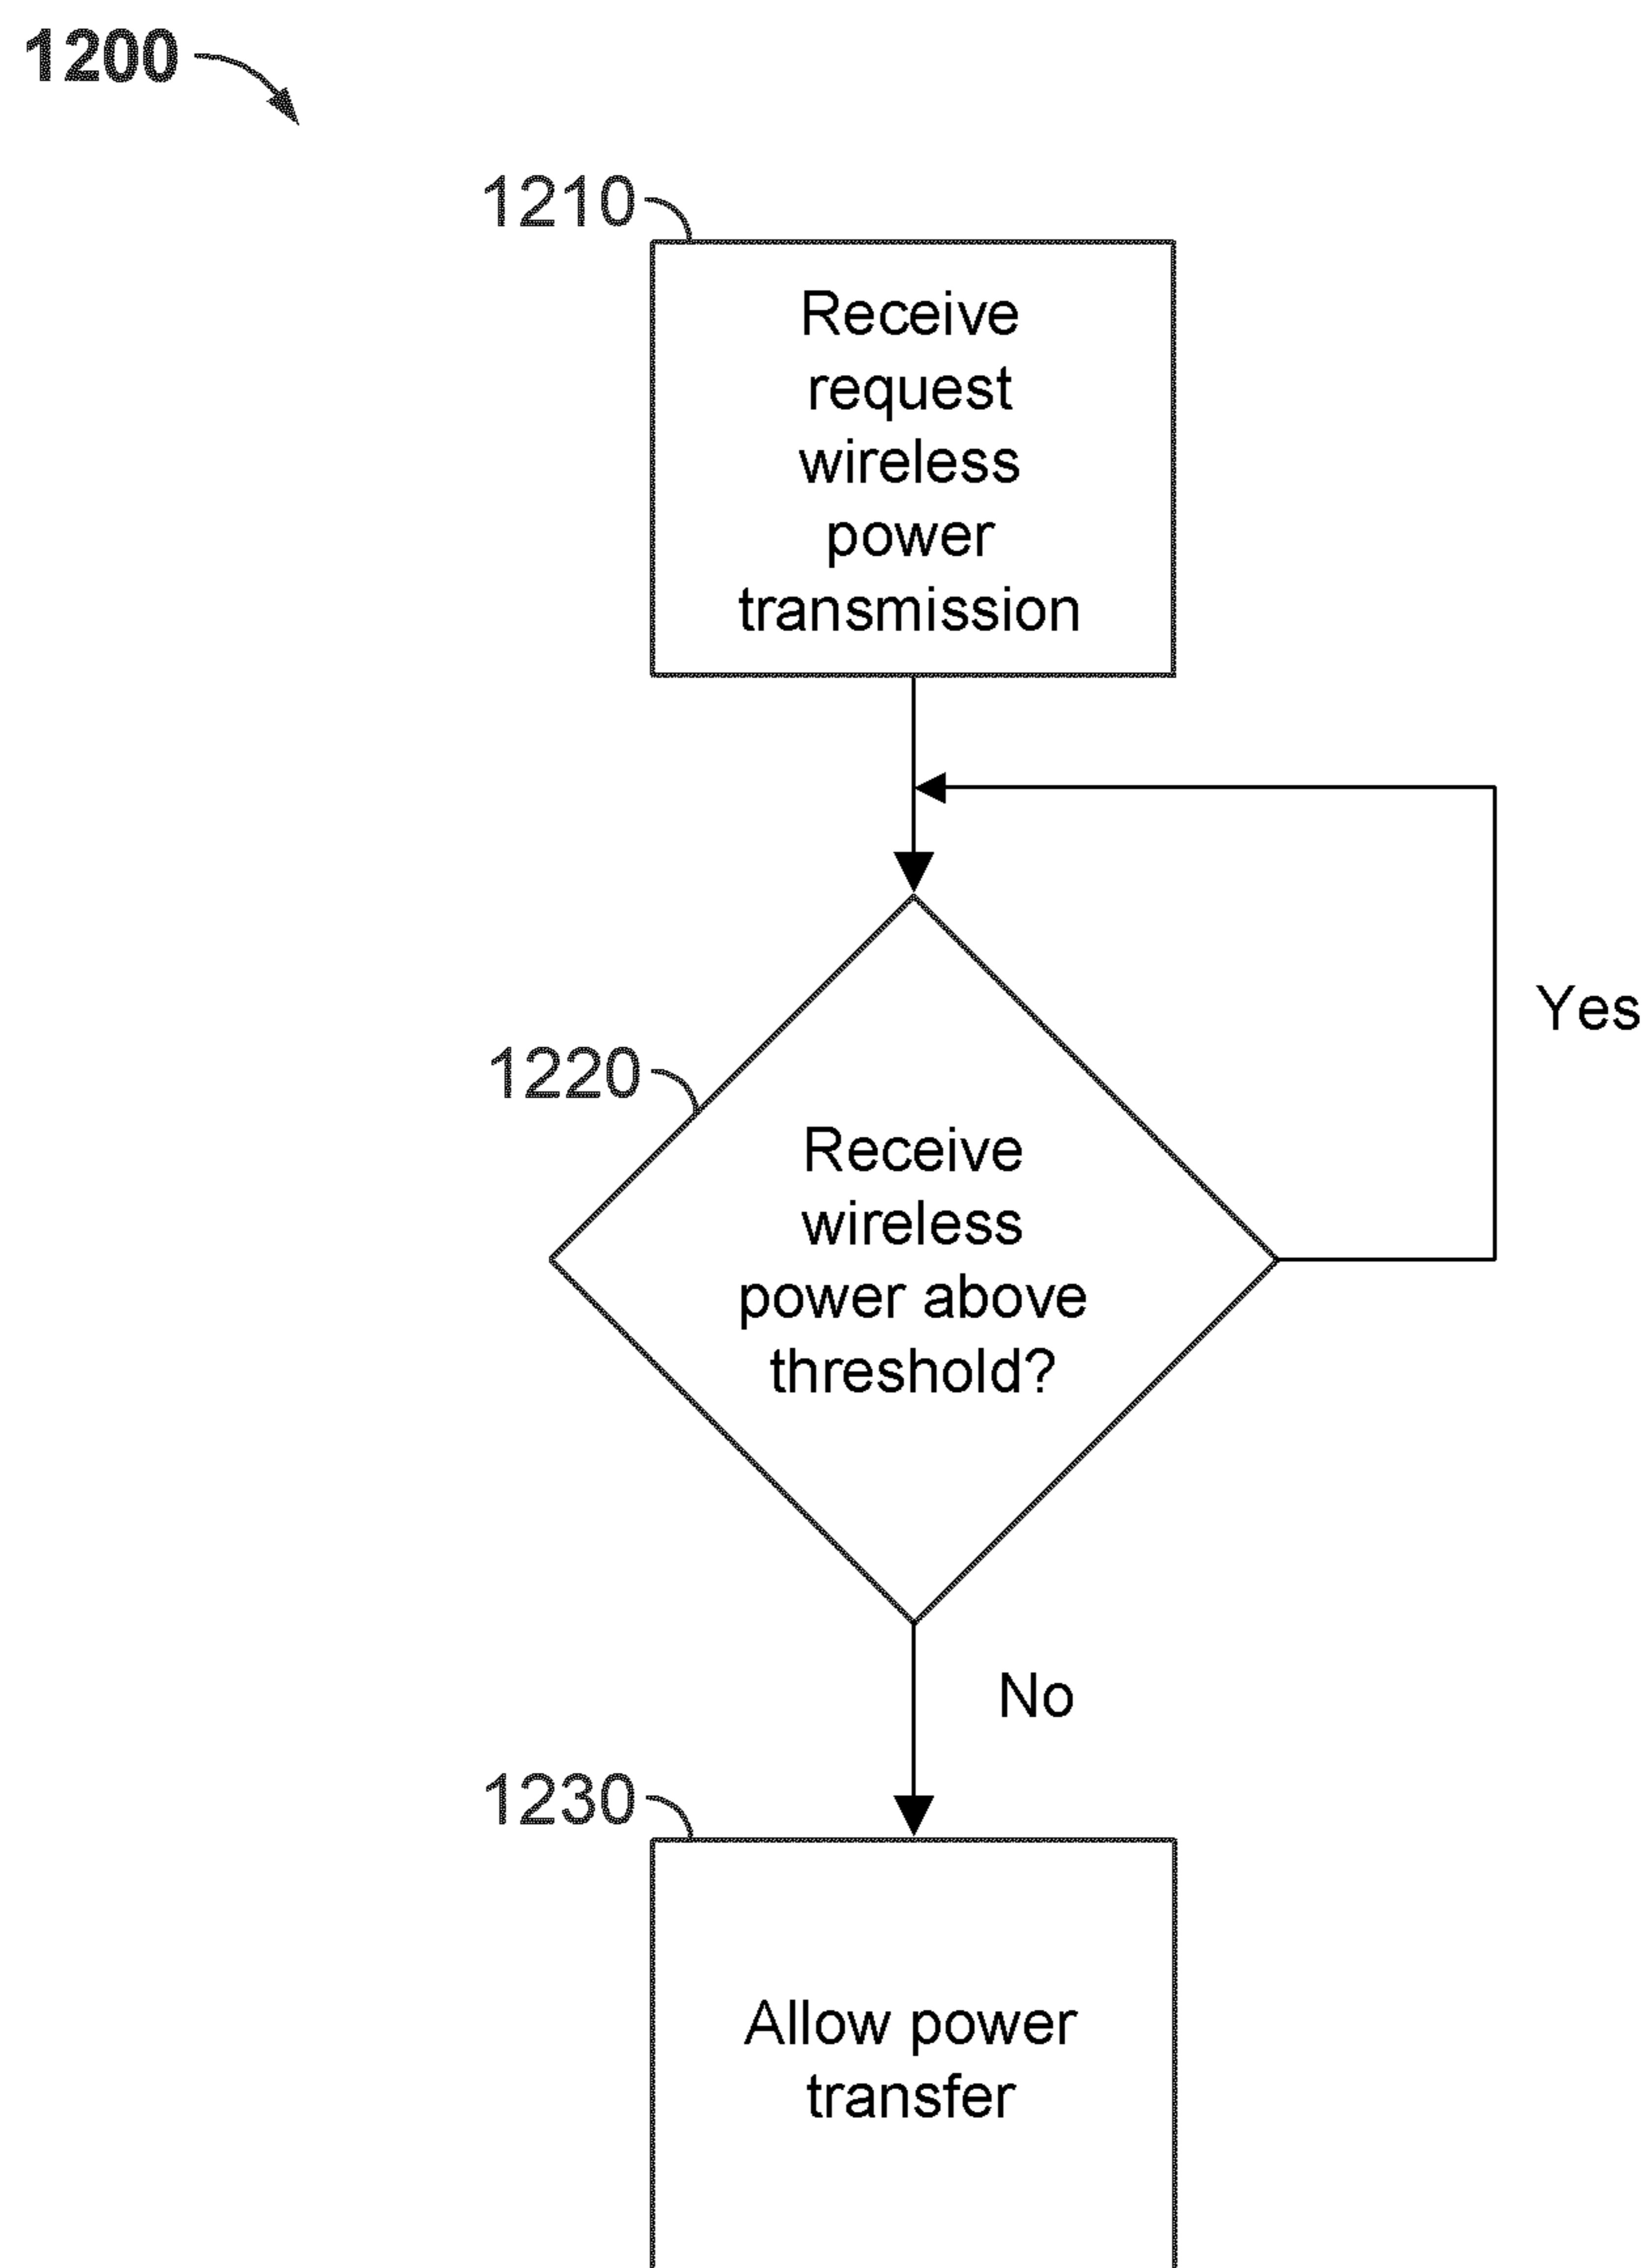 1200
1210
Receive
request
wireless
power
transmission
Yes
1220
Receive
wireless
power above
threshold?
No
1230
Allow power
transfer